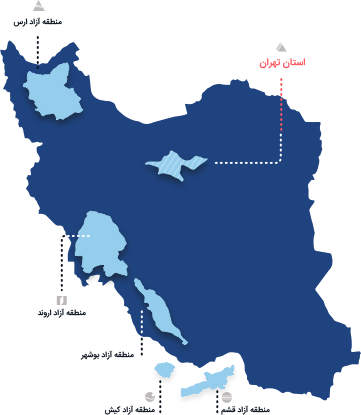 منطقه آزاد ارس
استان تهران
منطقه آزاد اروند
منطقه آزاد بوشهر
منطقه آزاد کیش
منطقه آزاد قشم